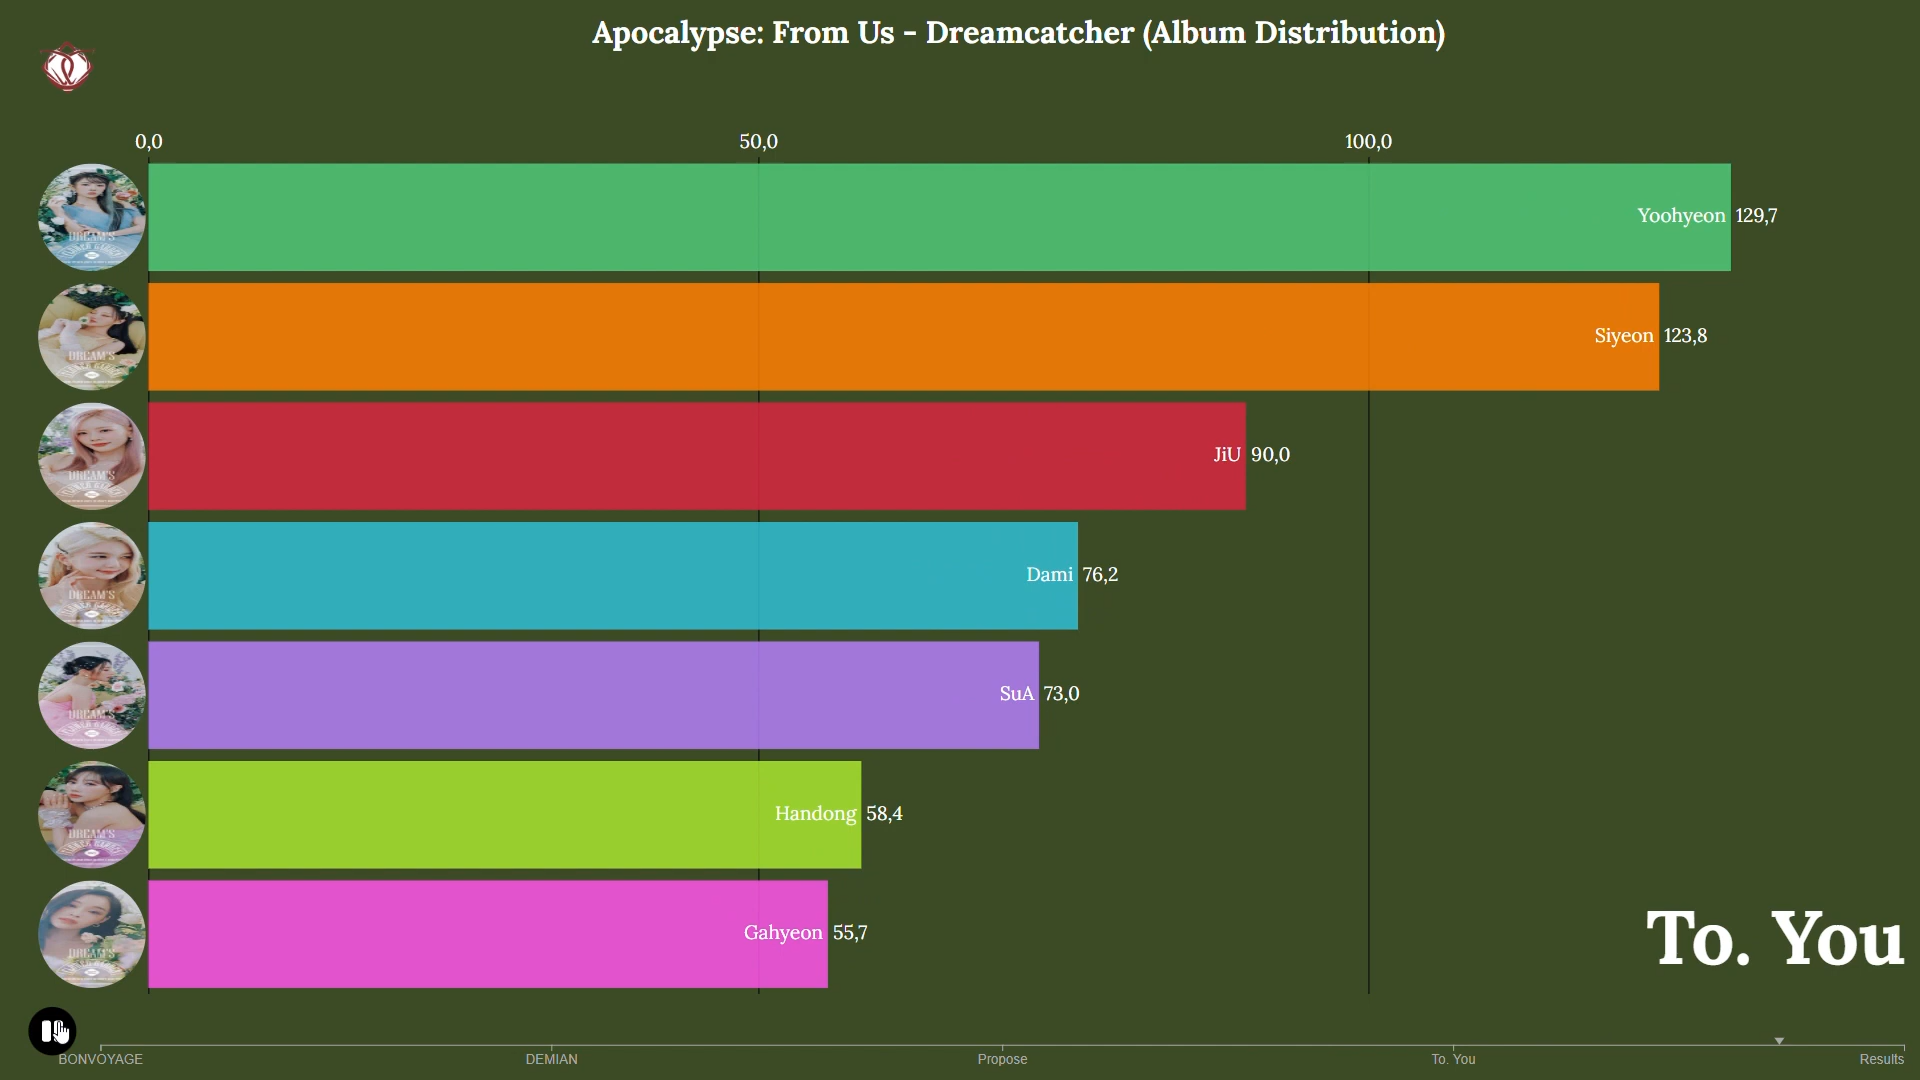 Apocalypse: From Us - Dreamcatcher (Album Distribution)
0,0 50,0 100,0
Yoohyeon 129,7
Siyeon 123,8
JiU 90,0
Dami 76,2
SuA 73,0
Handong 58,4
Gahyeon 55,7
To. You
BONVOYAGE DEMIAN Propose To. You Results